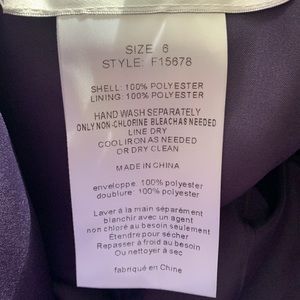 SIZE: 6
STYLE: F15678
SHELL: 100% POLYESTER
LINING: 100% POLYESTER
HAND WASH SEPARATELY
ONLY NON-CHLORINE BLEACH AS NEEDED
LINE DRY
COOL IRON AS NEEDED
OR DRY CLEAN
MADE IN CHINA
enveloppe: 100% polyester
doublure: 100% polyester
Laver à la main séparément
blanchir avec un agent
non chloré au besoin seulement
Étendre pour sécher
Repasser à froid au besoin
Ou nettoyer à sec
fabriqué en Chine